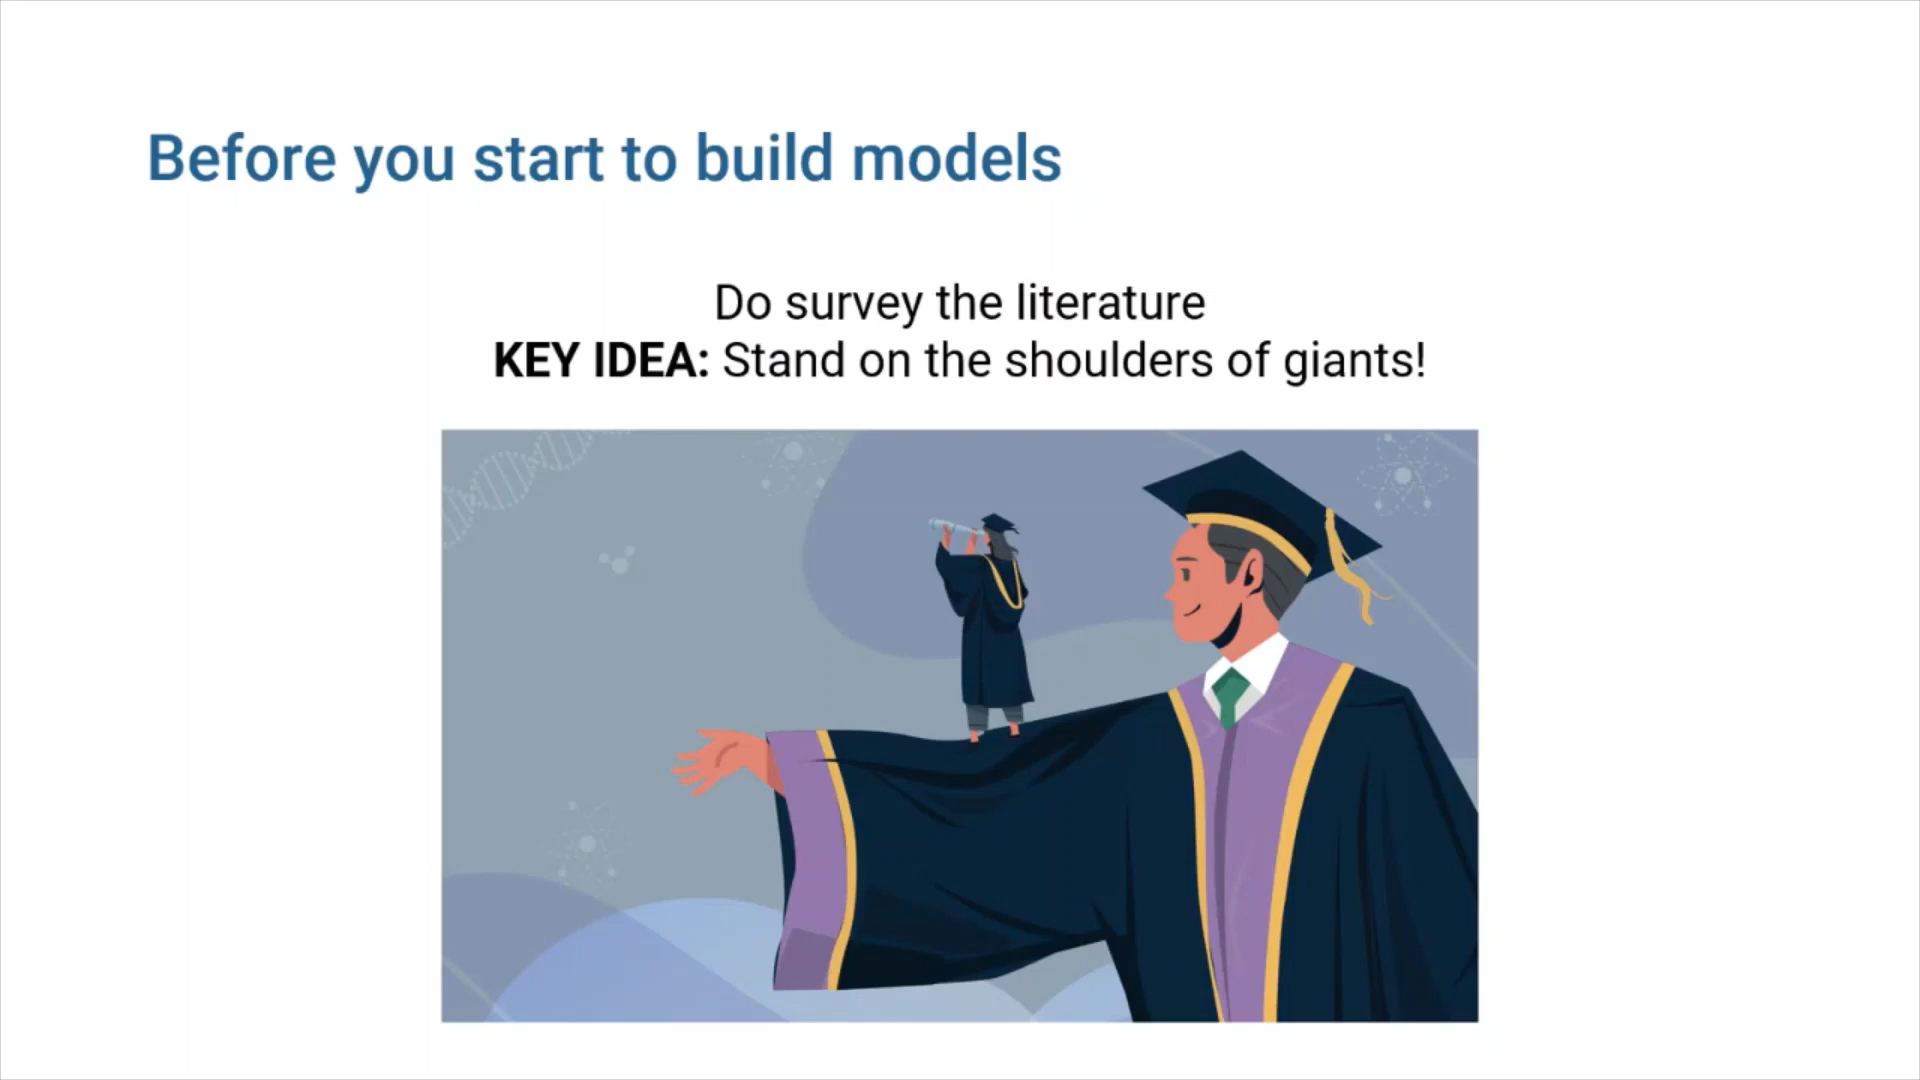 Before you start to build models
Do survey the literature
KEY IDEA: Stand on the shoulders of giants!